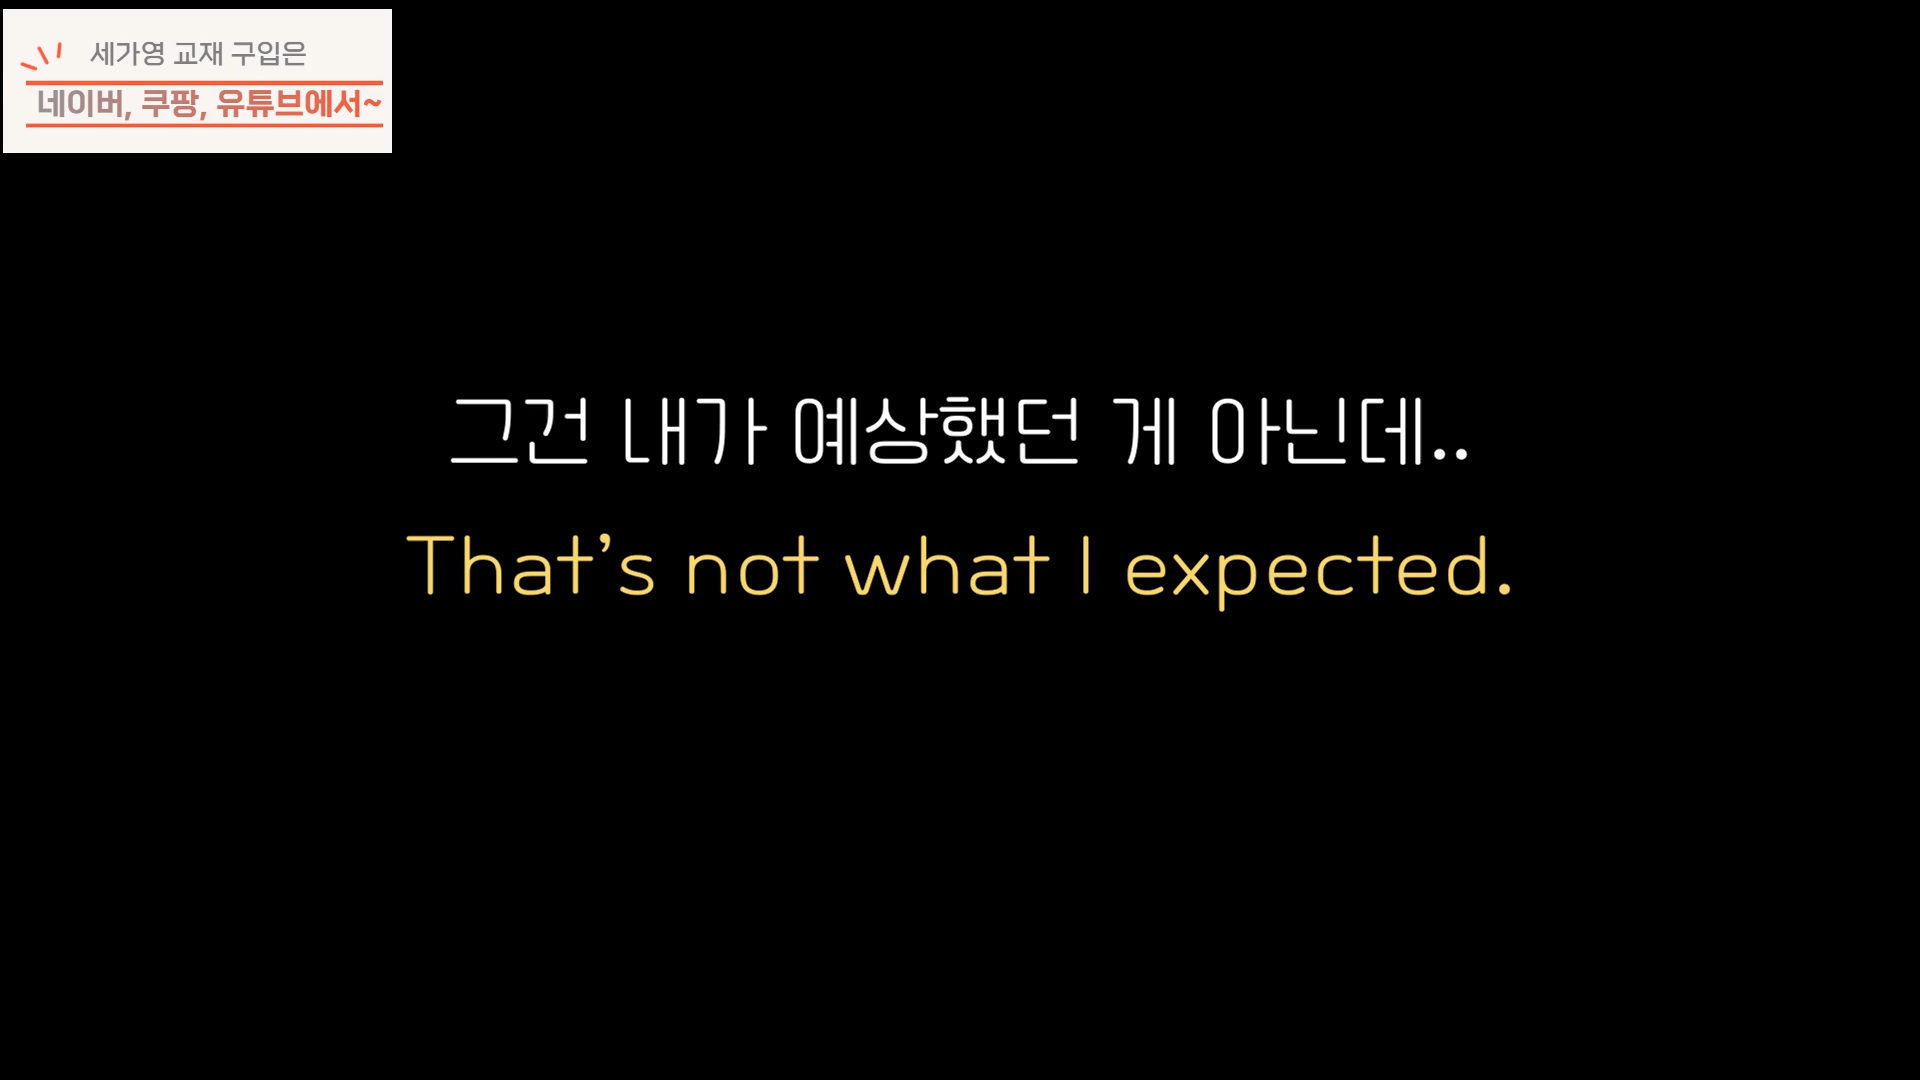 세가영 교재 구입은
네이버, 쿠팡, 유튜브에서~
그건 내가 예상했던 게 아닌데..
That's not what I expected.